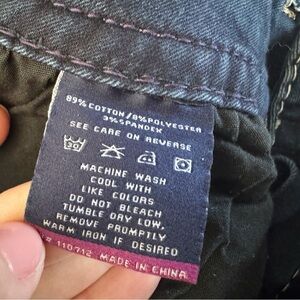 89% COTTON/8% POLYESTER
3% SPANDEX
SEE CARE ON REVERSE
30
MACHINE WASH
COOL WITH
LIKE COLORS
DO NOT BLEACH
TUMBLE DRY LOW,
REMOVE PROMPTLY
WARM IRON IF DESIRED
# 110712 MADE IN CHINA